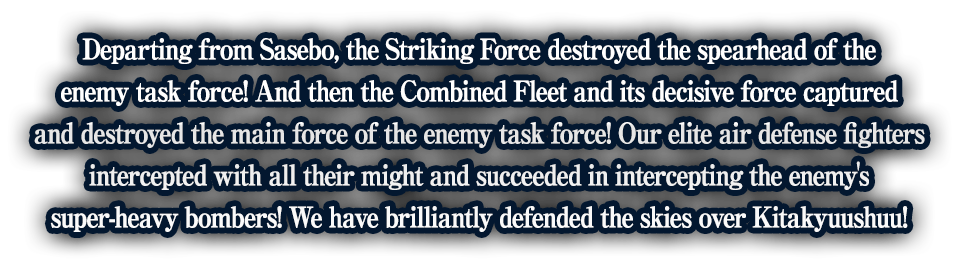 Departing from Sasebo, the Striking Force destroyed the spearhead of the
enemy task force! And then the Combined Fleet and its decisive force captured
and destroyed the main force of the enemy task force! Our elite air defense fighters
intercepted with all their might and succeeded in intercepting the enemy's
super-heavy bombers! We have brilliantly defended the skies over Kitakyuushuu!